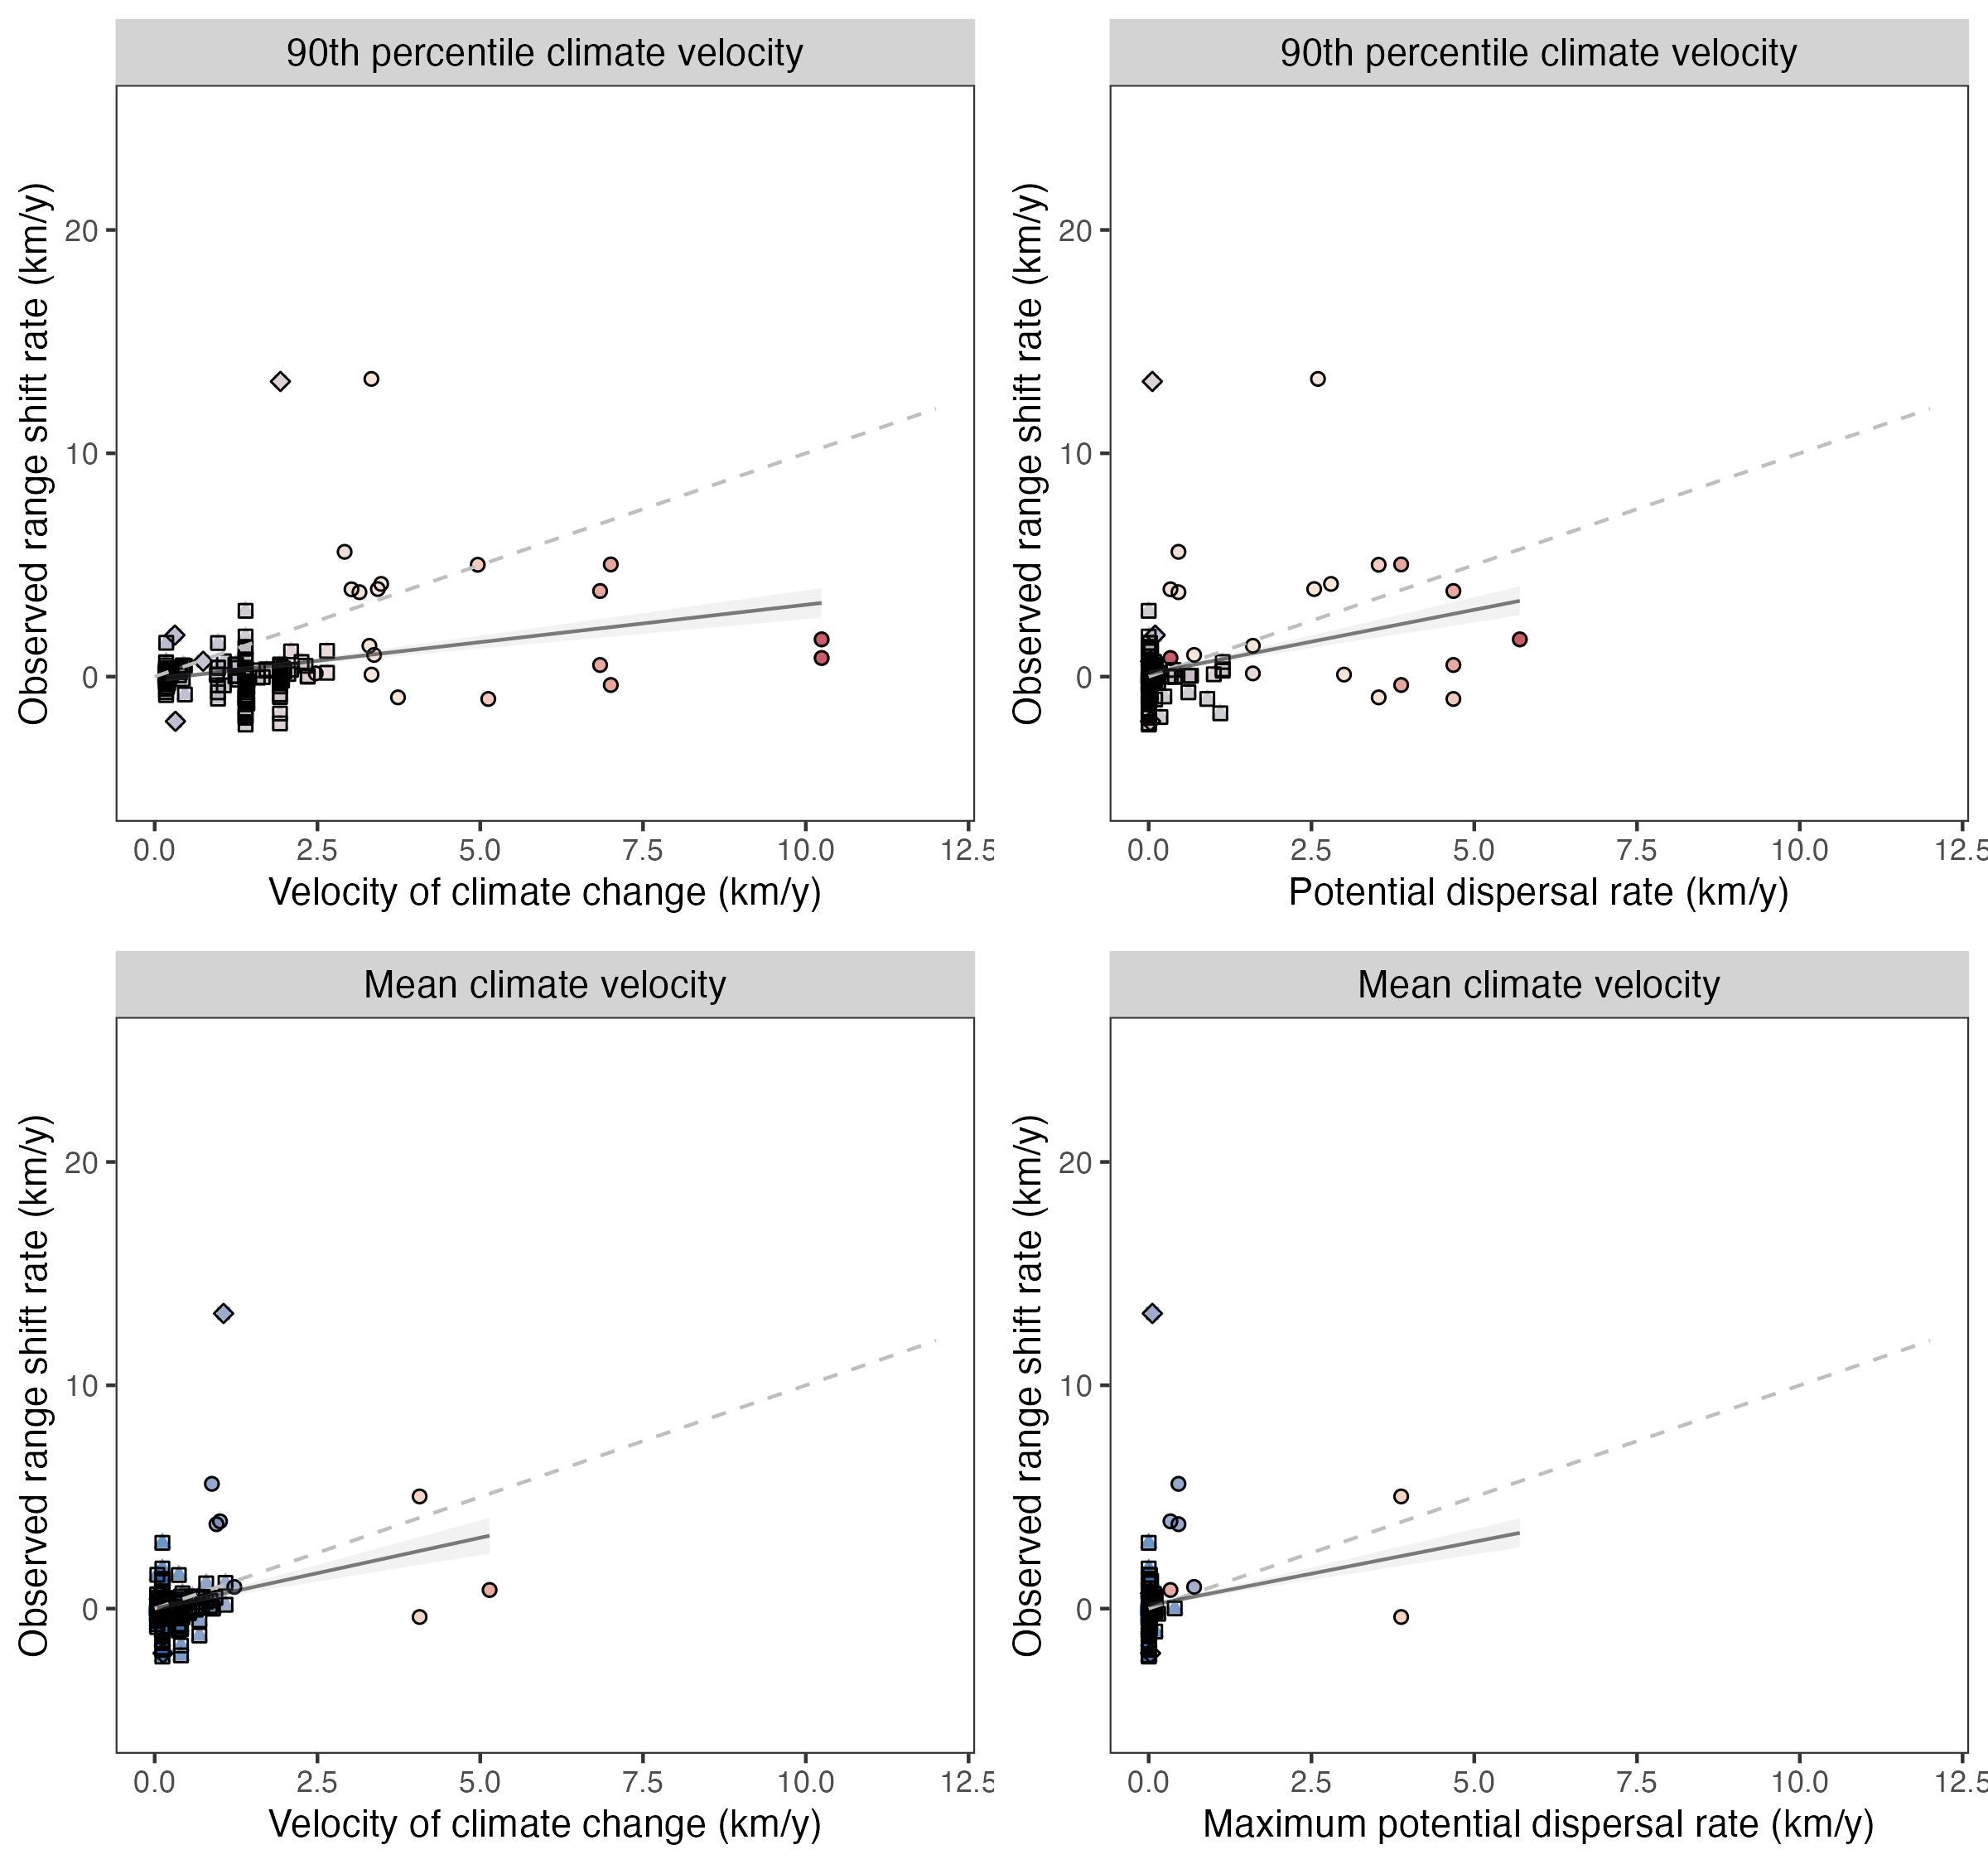 90th percentile climate velocity
Observed range shift rate (km/y)
20
10
0
0.0 2.5 5.0 7.5 10.0 12.5
Velocity of climate change (km/y)
90th percentile climate velocity
Observed range shift rate (km/y)
20
10
0
0.0 2.5 5.0 7.5 10.0 12.5
Potential dispersal rate (km/y)
Mean climate velocity
Observed range shift rate (km/y)
20
10
0
0.0 2.5 5.0 7.5 10.0 12.5
Velocity of climate change (km/y)
Mean climate velocity
Observed range shift rate (km/y)
20
10
0
0.0 2.5 5.0 7.5 10.0 12.5
Maximum potential dispersal rate (km/y)